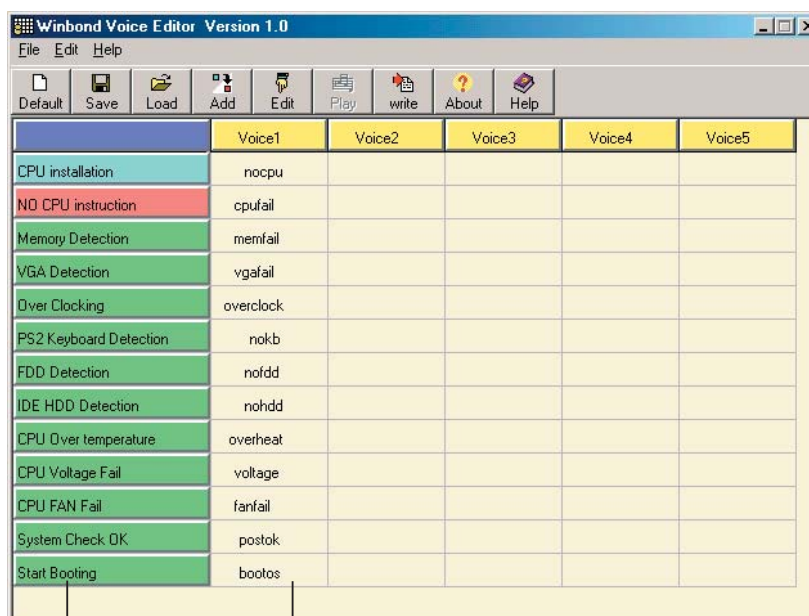 Winbond Voice Editor Version 1.0
File Edit Help
Default Save Load Add Edit Play write About Help
Voice1 Voice2 Voice3 Voice4 Voice5
CPU installation nocpu
NO CPU instruction cpufail
Memory Detection memfail
VGA Detection vgafail
Over Clocking overclock
PS2 Keyboard Detection nokb
FDD Detection nofdd
IDE HDD Detection nohdd
CPU Over temperature overheat
CPU Voltage Fail voltage
CPU FAN Fail fanfail
System Check OK postok
Start Booting bootos